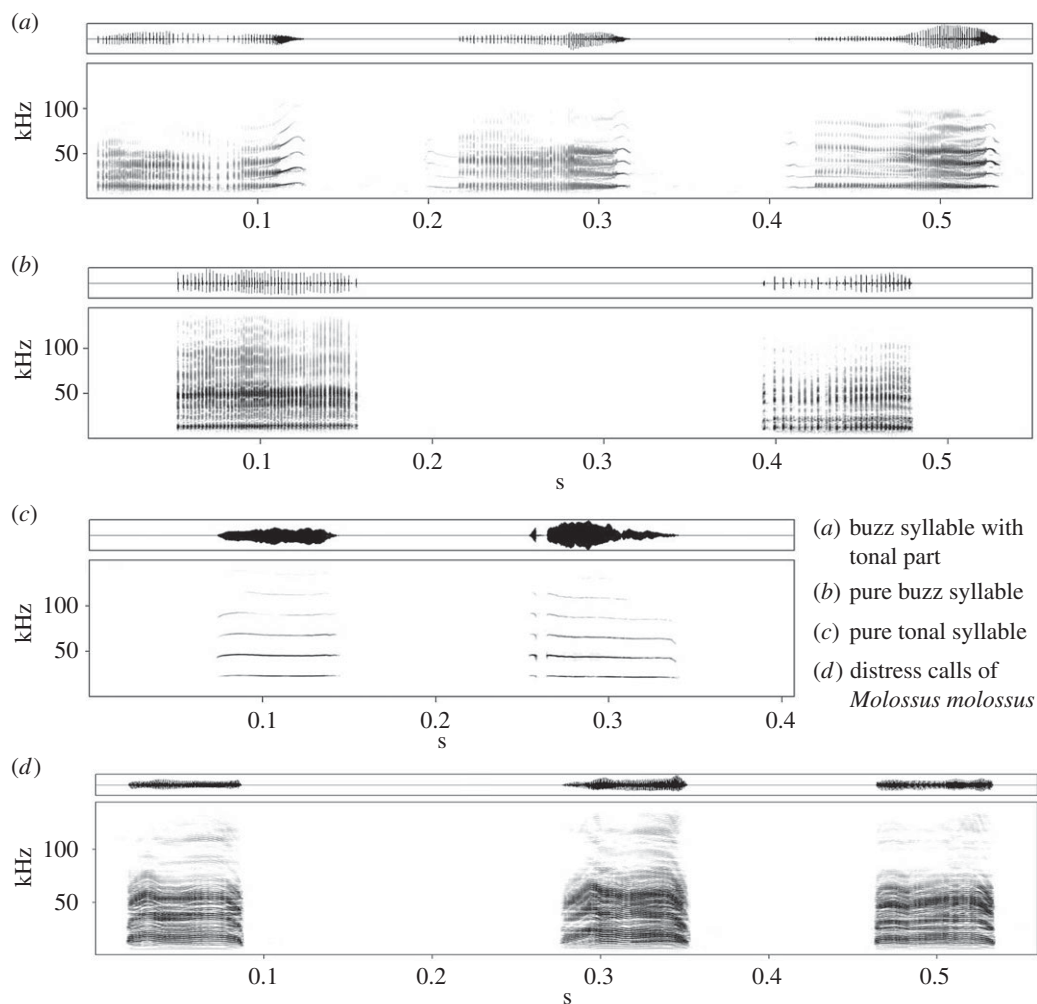 (a)
kHz
100
50
0.1 0.2 0.3 0.4 0.5
(b)
kHz
100
50
0.1 0.2 0.3 0.4 0.5
s
(c)
kHz
100
50
0.1 0.2 0.3 0.4
s
(a) buzz syllable with
tonal part
(b) pure buzz syllable
(c) pure tonal syllable
(d) distress calls of
Molossus molossus
(d)
kHz
100
50
0.1 0.2 0.3 0.4 0.5
s